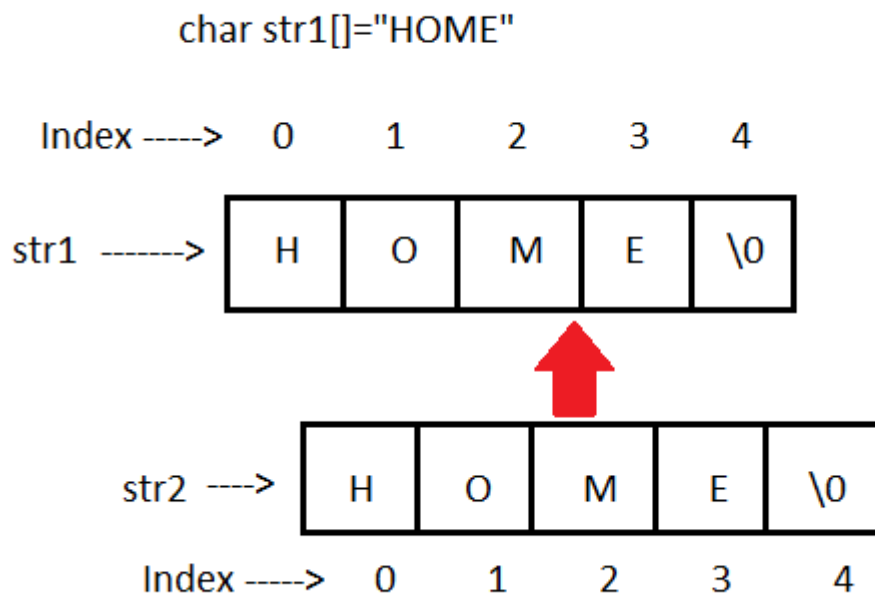 char str1[]="HOME"
Index -----> 0 1 2 3 4
str1 -------> H O M E \0
str2 ----> H O M E \0
Index -----> 0 1 2 3 4